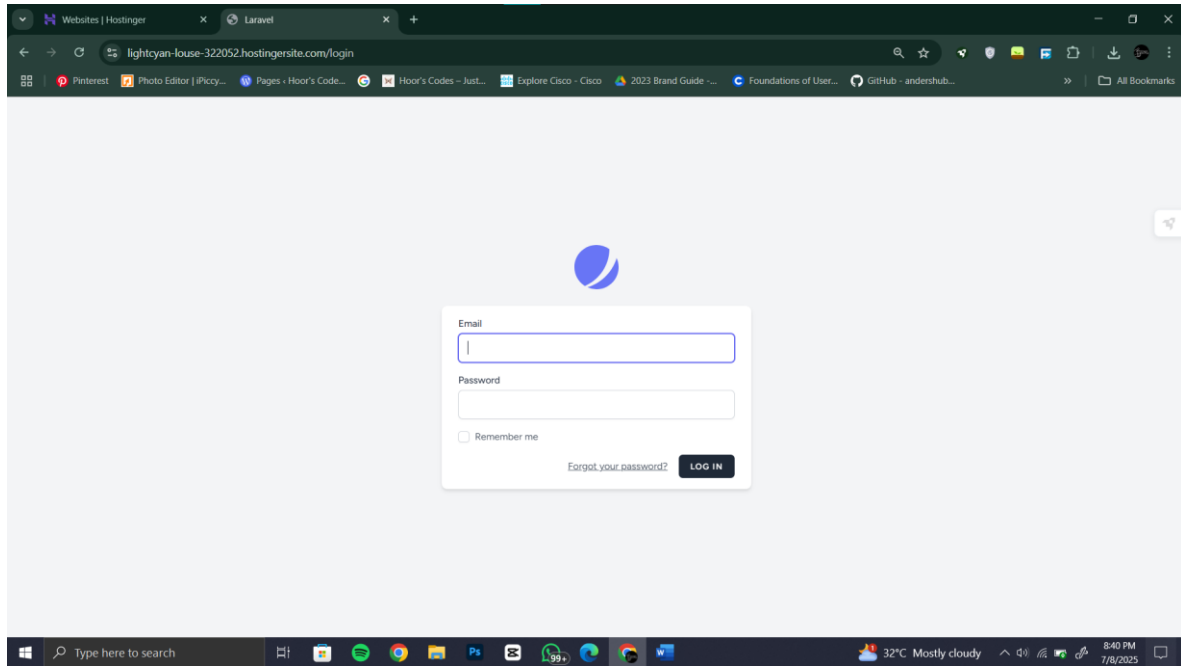 Websites | Hostinger
Laravel
lightcyan-louse-322052.hostingersite.com/login
Pinterest
Photo Editor | iPiccy...
Pages ‹ Hoor's Code...
Hoor's Codes – Just...
Explore Cisco - Cisco
2023 Brand Guide -...
Foundations of User...
GitHub - andershub...
»
All Bookmarks
Email
Password
Remember me
Forgot your password?
LOG IN
Type here to search
Ps
99+
W
32°C Mostly cloudy
8:40 PM
7/8/2025